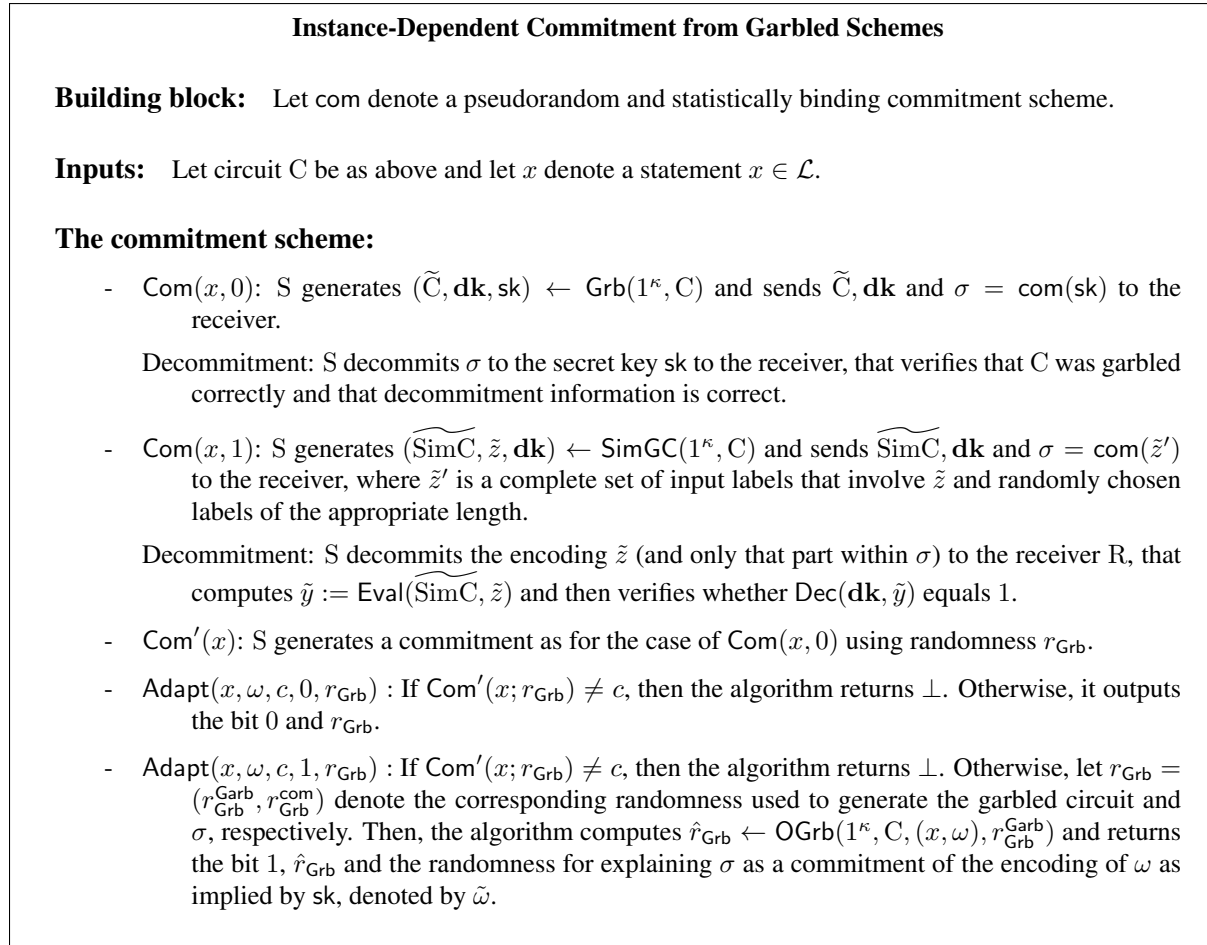 Instance-Dependent Commitment from Garbled Schemes
Building block: Let com denote a pseudorandom and statistically binding commitment scheme.
Inputs: Let circuit C be as above and let x denote a statement x ∈ ℒ.
The commitment scheme:
- Com(x, 0): S generates (C̃, dk, sk) ← Grb(1^κ, C) and sends C̃, dk and σ = com(sk) to the
receiver.
Decommitment: S decommits σ to the secret key sk to the receiver, that verifies that C was garbled
correctly and that decommitment information is correct.
- Com(x, 1): S generates (\widetilde{SimC}, z̃, dk) ← SimGC(1^κ, C) and sends \widetilde{SimC}, dk and σ = com(z̃′)
to the receiver, where z̃′ is a complete set of input labels that involve z̃ and randomly chosen
labels of the appropriate length.
Decommitment: S decommits the encoding z̃ (and only that part within σ) to the receiver R, that
computes ỹ := Eval(\widetilde{SimC}, z̃) and then verifies whether Dec(dk, ỹ) equals 1.
- Com′(x): S generates a commitment as for the case of Com(x, 0) using randomness r_Grb.
- Adapt(x, ω, c, 0, r_Grb) : If Com′(x; r_Grb) ≠ c, then the algorithm returns ⊥. Otherwise, it outputs
the bit 0 and r_Grb.
- Adapt(x, ω, c, 1, r_Grb) : If Com′(x; r_Grb) ≠ c, then the algorithm returns ⊥. Otherwise, let r_Grb =
(r_Grb^Garb, r_Grb^com) denote the corresponding randomness used to generate the garbled circuit and
σ, respectively. Then, the algorithm computes r̂_Grb ← OGrb(1^κ, C, (x, ω), r_Grb^Garb) and returns
the bit 1, r̂_Grb and the randomness for explaining σ as a commitment of the encoding of ω as
implied by sk, denoted by ω̃.